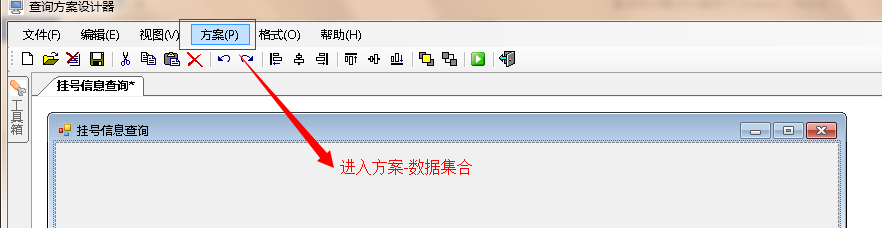 查询方案设计器
文件(F) 编辑(E) 视图(V) 方案(P) 格式(O) 帮助(H)
挂号信息查询*
工具箱
挂号信息查询
进入方案-数据集合